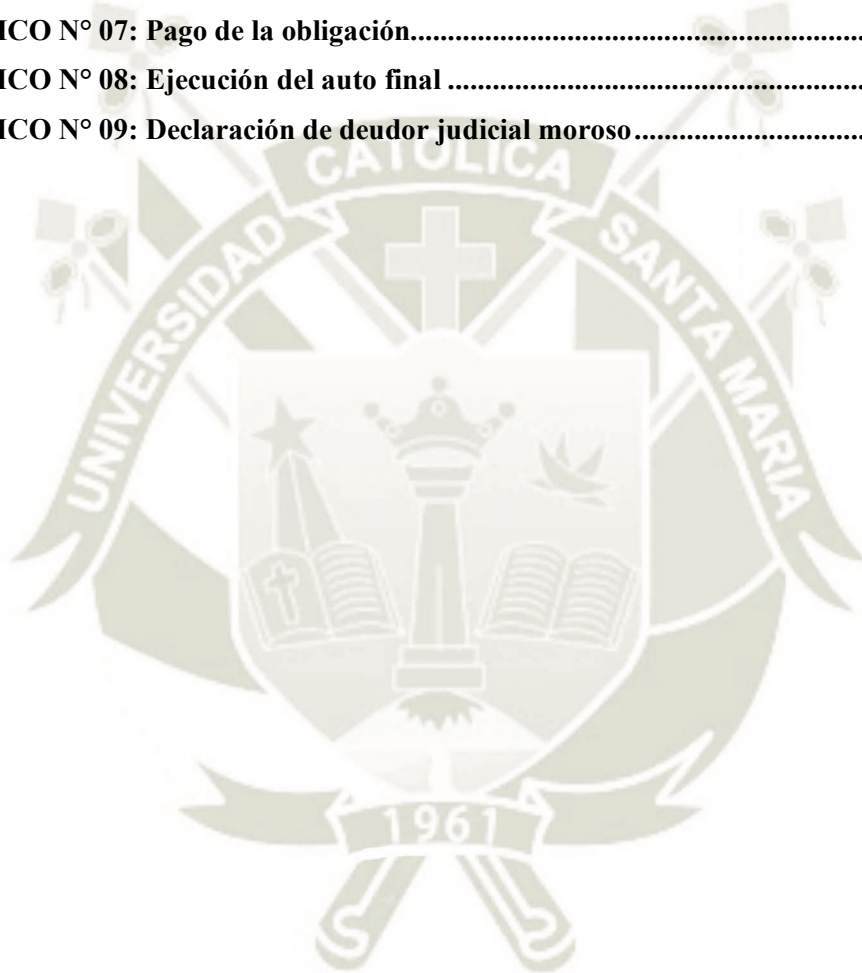 ICO N° 07: Pago de la obligación
ICO N° 08: Ejecución del auto final
ICO N° 09: Declaración de deudor judicial moroso
UNIVERSIDAD CATOLICA SANTA MARIA
1961